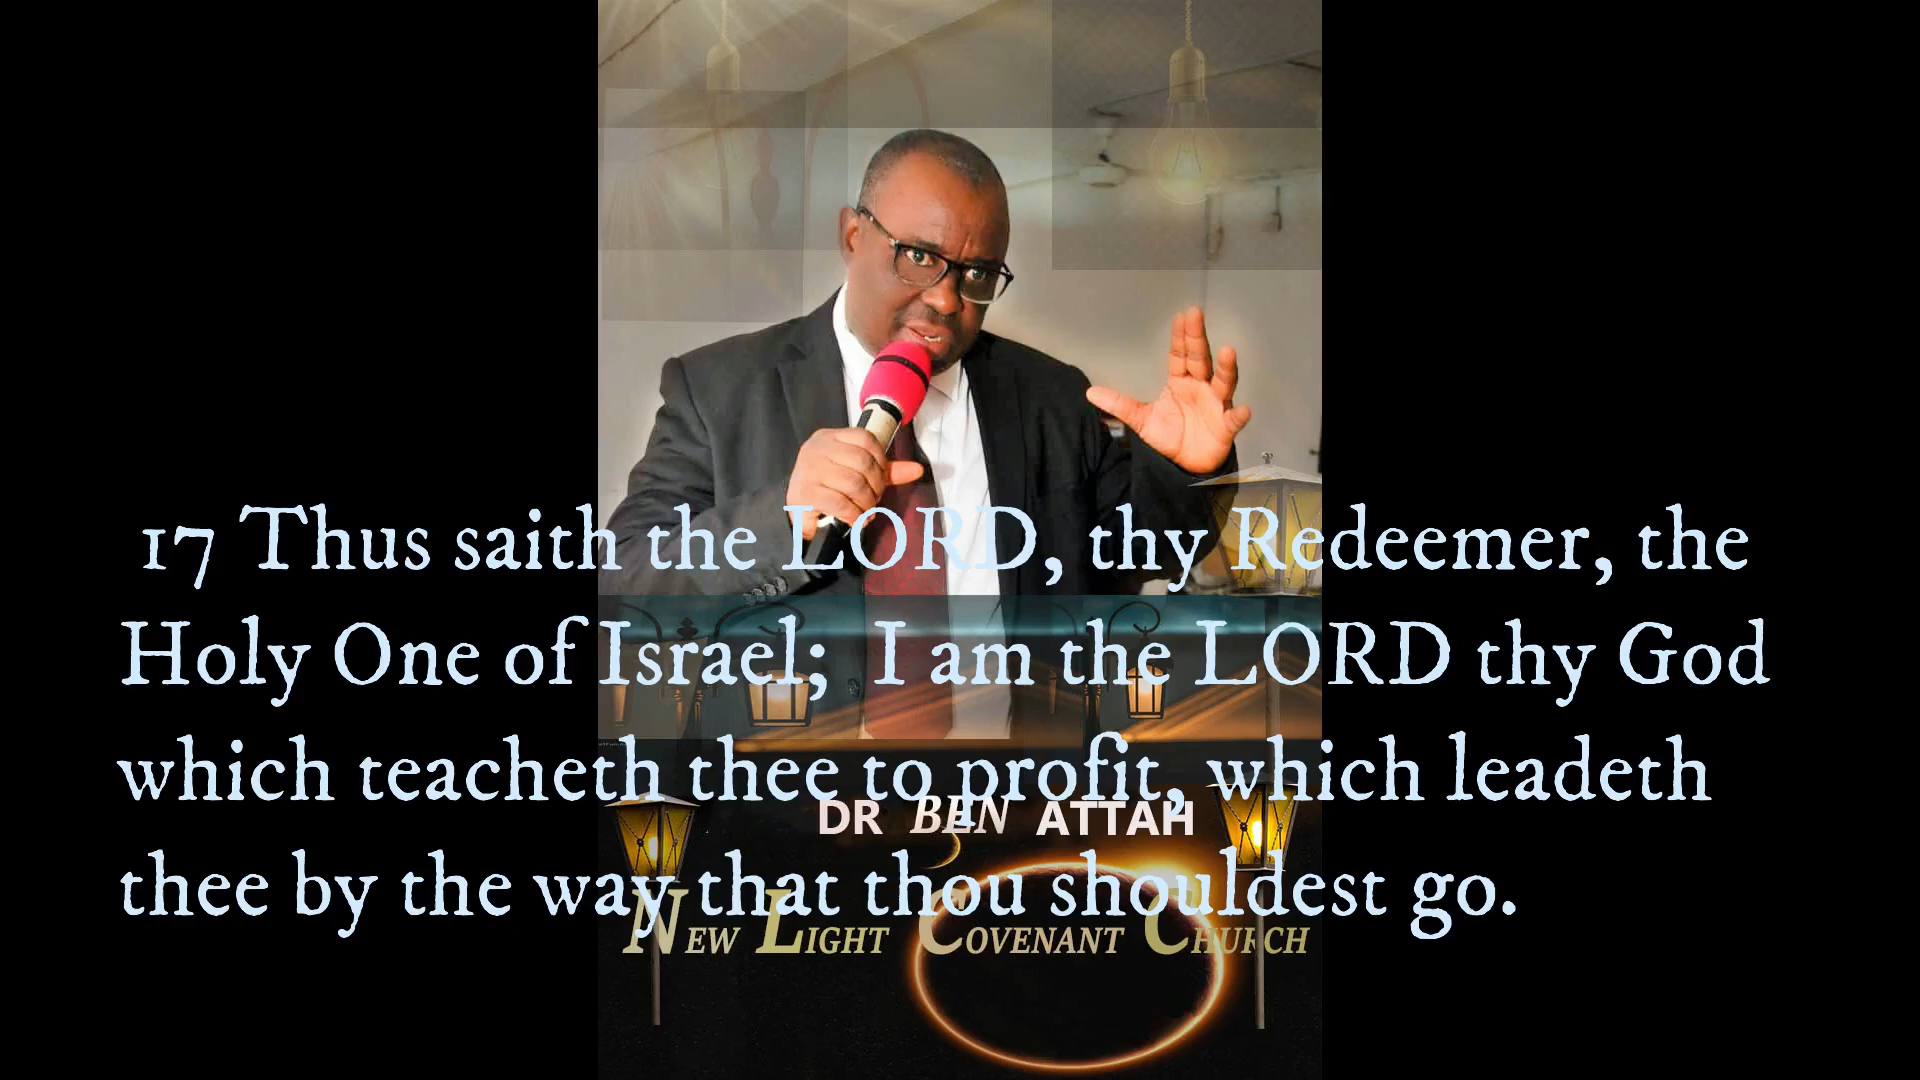 17 Thus saith the LORD, thy Redeemer, the
Holy One of Israel;  I am the LORD thy God
which teacheth thee to profit, which leadeth
DR BEN ATTAH
thee by the way that thou shouldest go.
NEW LIGHT COVENANT CHURCH